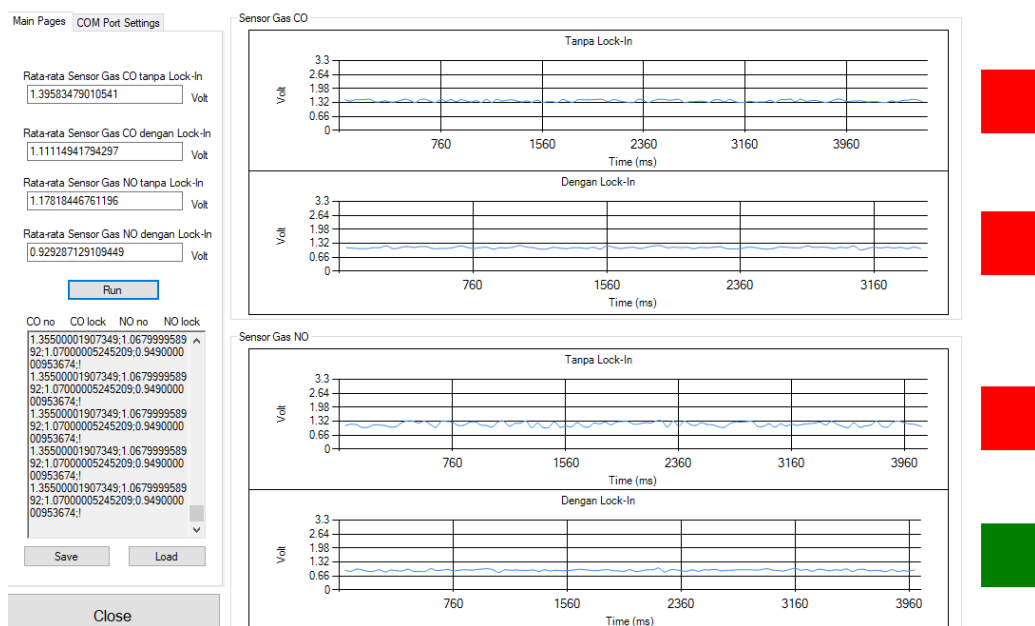 Main Pages
COM Port Settings
Rata-rata Sensor Gas CO tanpa Lock-In
1.39583479010541
Volt
Rata-rata Sensor Gas CO dengan Lock-In
1.11114941794297
Volt
Rata-rata Sensor Gas NO tanpa Lock-In
1.17818446761196
Volt
Rata-rata Sensor Gas NO dengan Lock-In
0.929287129109449
Volt
Run
CO no CO lock NO no NO lock
1.35500001907349;1.0679999589
92;1.07000005245209;0.9490000
00953674;!
1.35500001907349;1.0679999589
92;1.07000005245209;0.9490000
00953674;!
1.35500001907349;1.0679999589
92;1.07000005245209;0.9490000
00953674;!
1.35500001907349;1.0679999589
92;1.07000005245209;0.9490000
00953674;!
1.35500001907349;1.0679999589
92;1.07000005245209;0.9490000
00953674;!
Save
Load
Close
Sensor Gas CO
Tanpa Lock-In
Volt
3.3
2.64
1.98
1.32
0.66
0
760 1560 2360 3160 3960
Time (ms)
Dengan Lock-In
Volt
3.3
2.64
1.98
1.32
0.66
0
760 1560 2360 3160
Time (ms)
Sensor Gas NO
Tanpa Lock-In
Volt
3.3
2.64
1.98
1.32
0.66
0
760 1560 2360 3160 3960
Time (ms)
Dengan Lock-In
Volt
3.3
2.64
1.98
1.32
0.66
0
760 1560 2360 3160 3960
Time (ms)